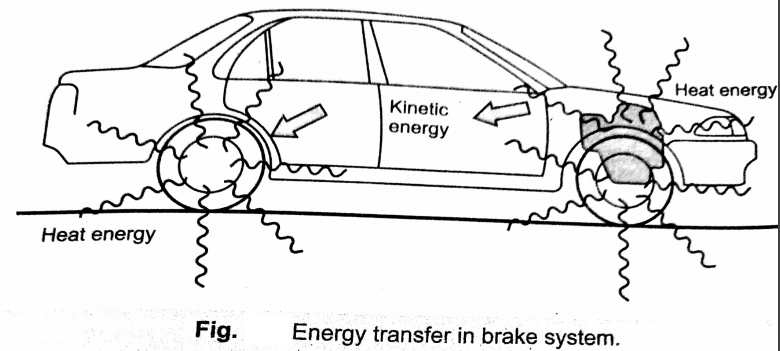 Heat energy
Kinetic
energy
Heat energy
Fig. Energy transfer in brake system.